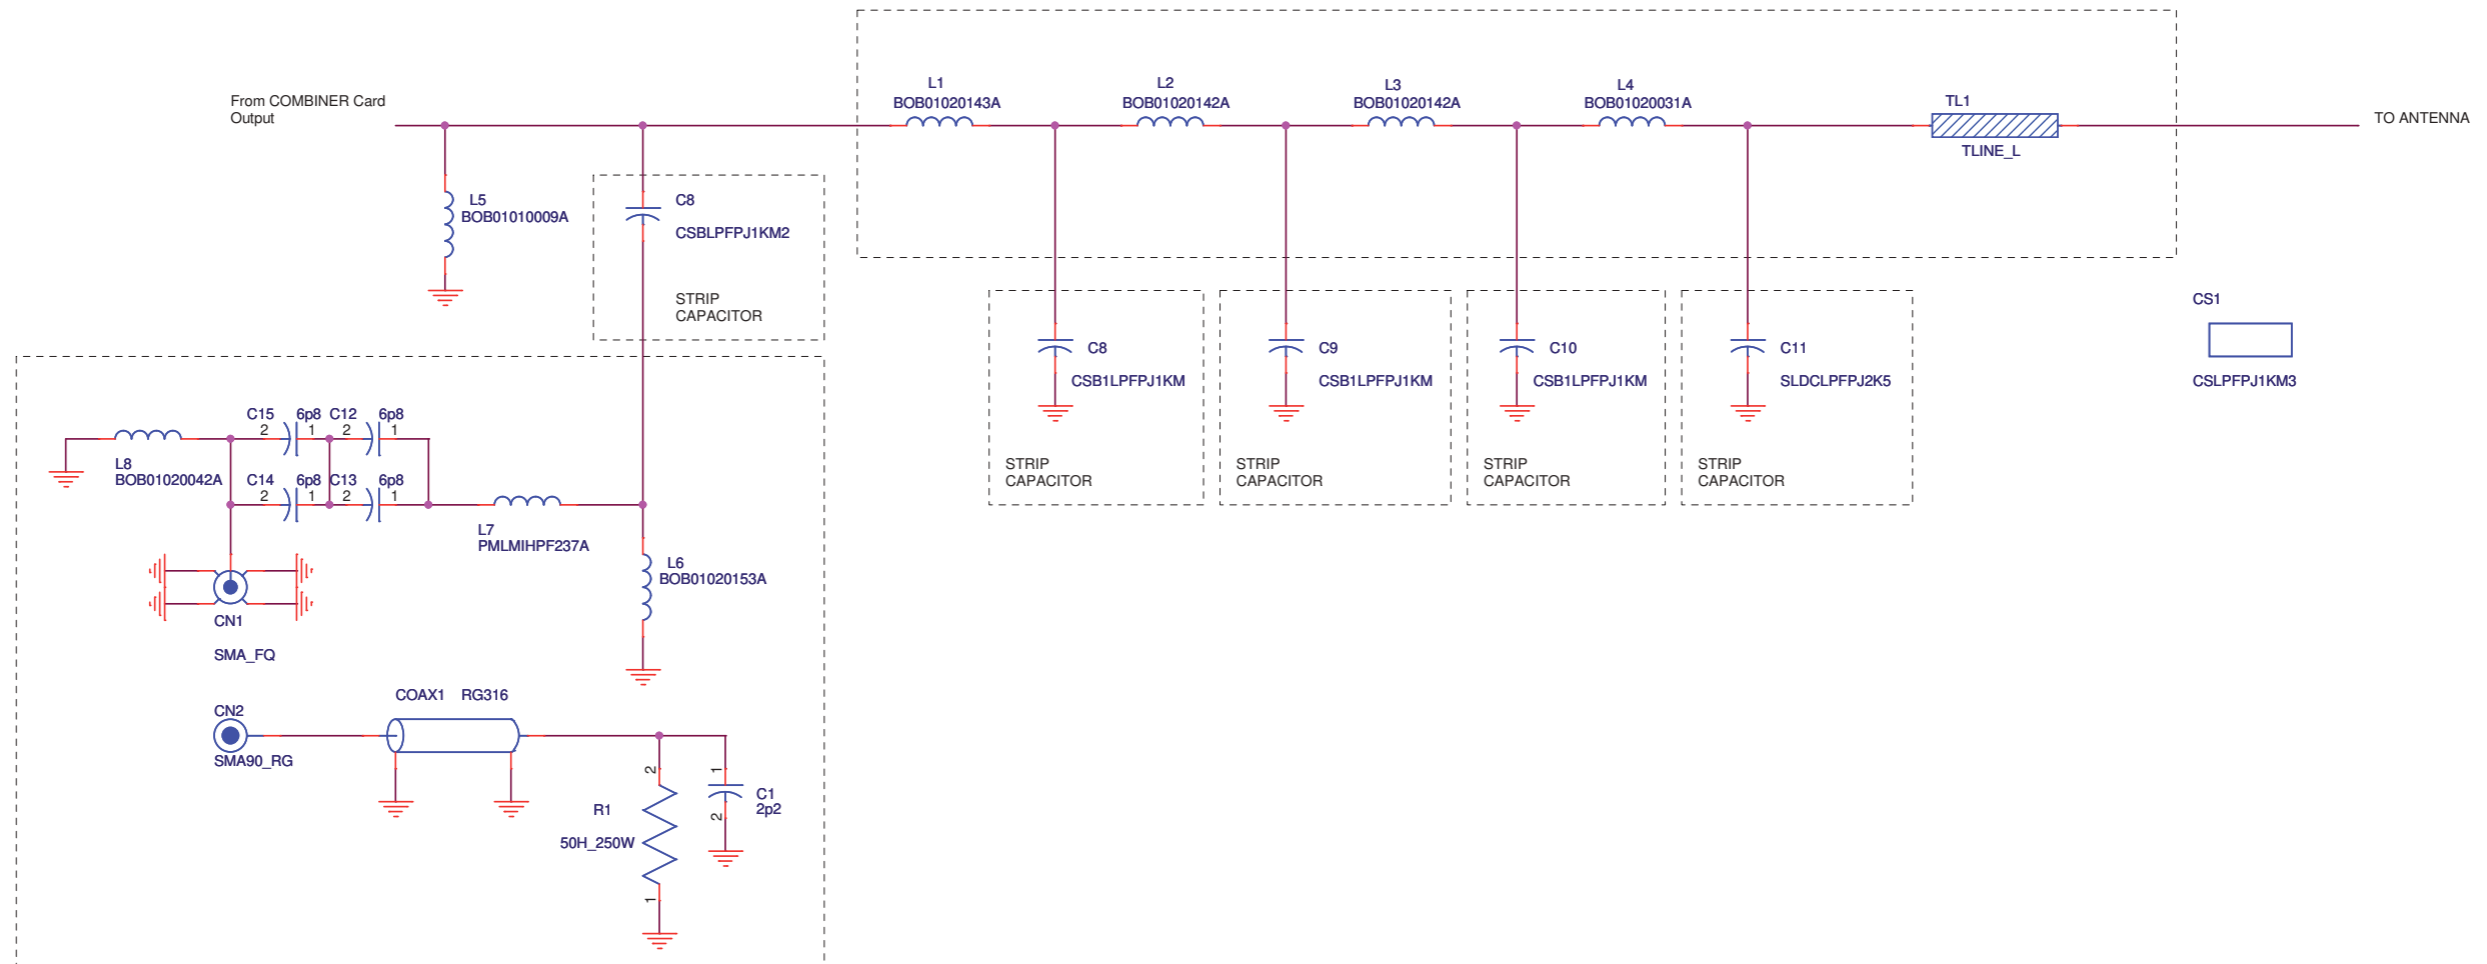 From COMBINER Card
Output
L1
BOB01020143A
L2
BOB01020142A
L3
BOB01020142A
L4
BOB01020031A
TL1
TLINE_L
TO ANTENNA
L5
BOB01010009A
C8
CSBLPFPJ1KM2
STRIP
CAPACITOR
C8
CSB1LPFPJ1KM
STRIP
CAPACITOR
C9
CSB1LPFPJ1KM
STRIP
CAPACITOR
C10
CSB1LPFPJ1KM
STRIP
CAPACITOR
C11
SLDCLPFPJ2K5
STRIP
CAPACITOR
CS1
CSLPFPJ1KM3
L8
BOB01020042A
C15 6p8
2 1
C12 6p8
2 1
C14 6p8
2 1
C13 6p8
2 1
L7
PMLMIHPF237A
L6
BOB01020153A
CN1
SMA_FQ
CN2
SMA90_RG
COAX1 RG316
2
R1
50H_250W
1
1
C1
2p2
2